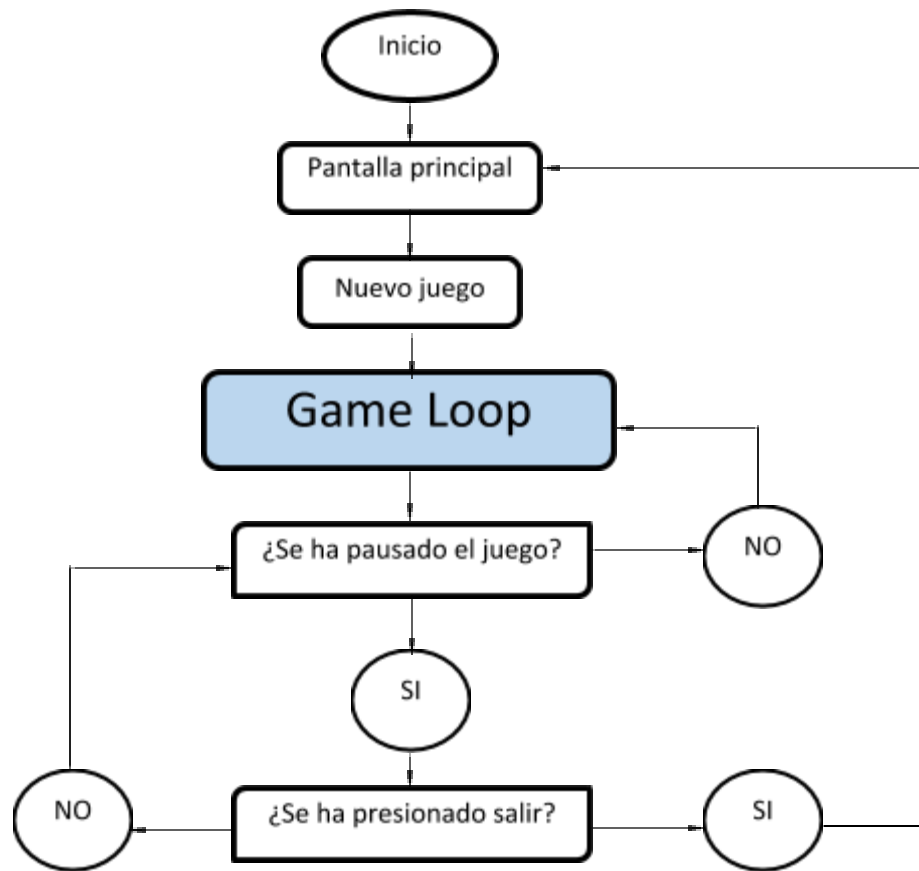 Inicio
Pantalla principal
Nuevo juego
Game Loop
¿Se ha pausado el juego?
NO
SI
NO
¿Se ha presionado salir?
SI